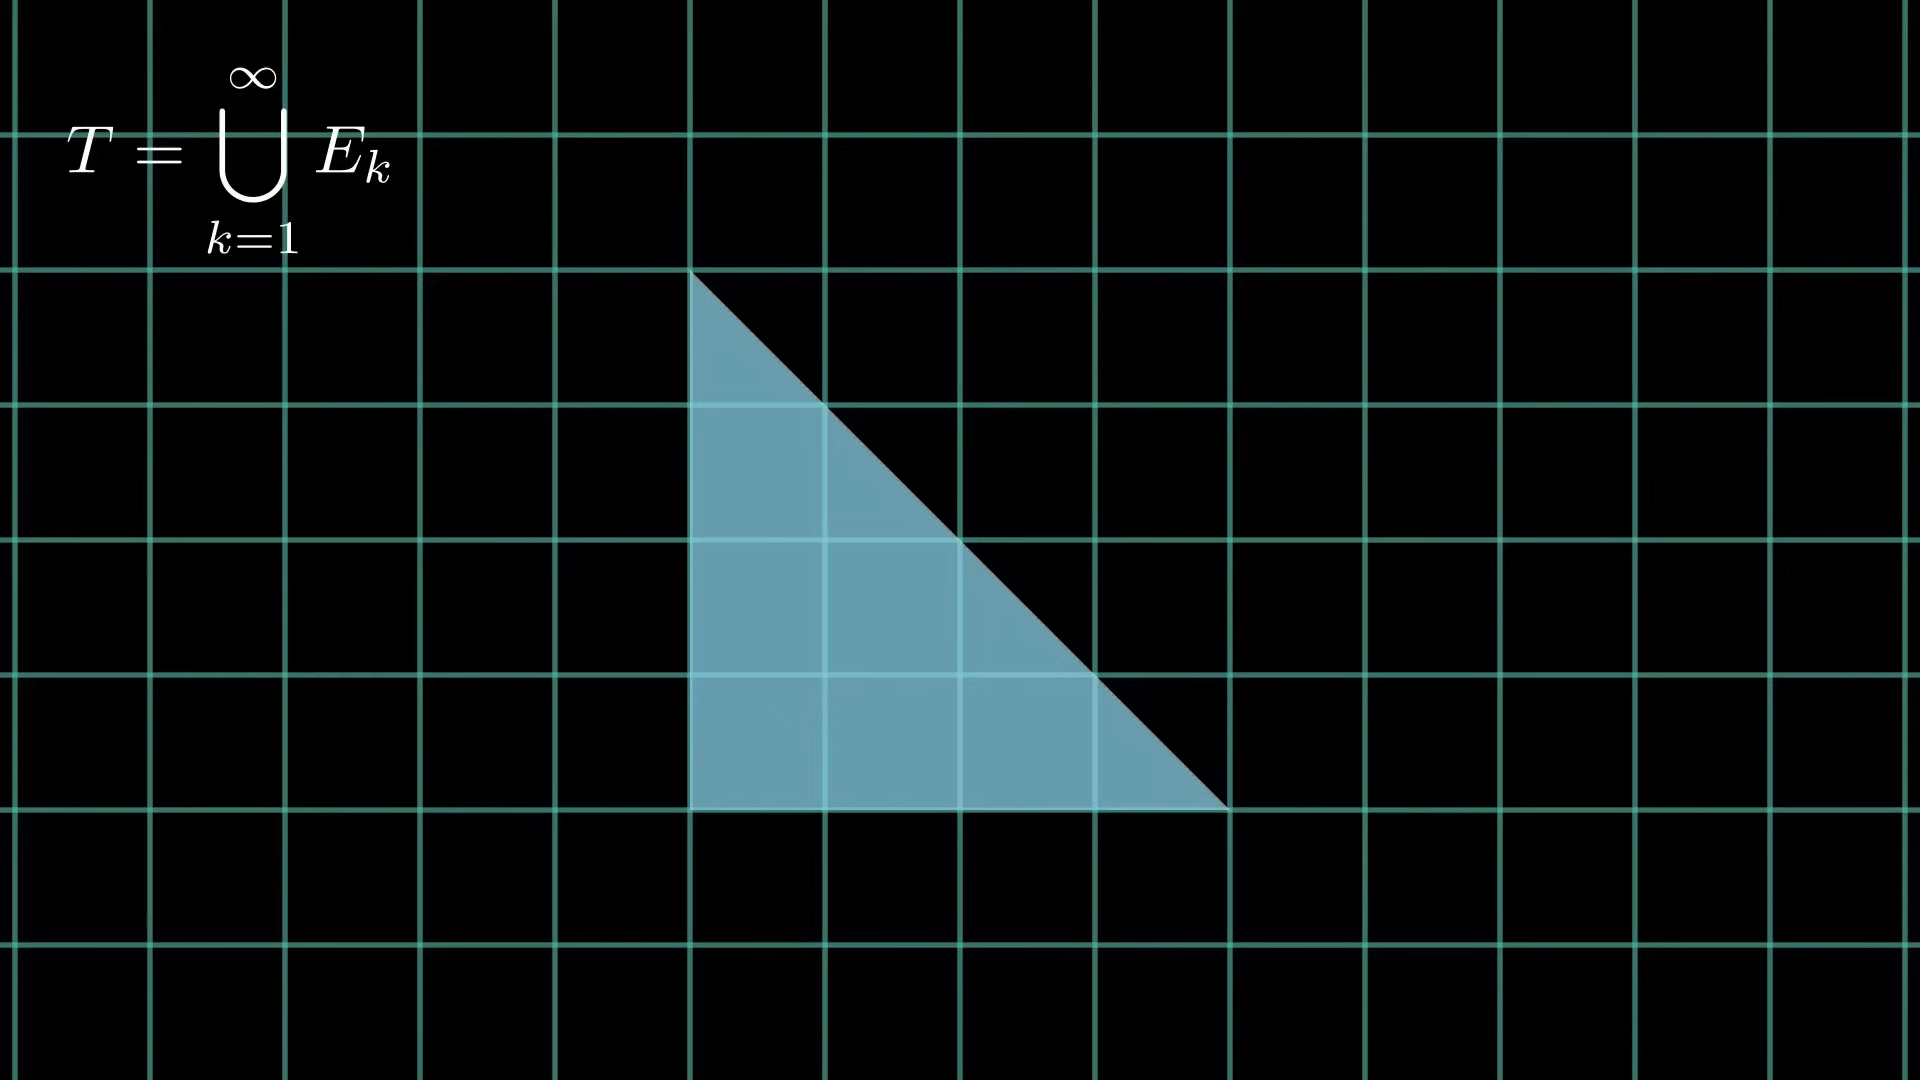 T = ⋃_{k=1}^{∞} E_k